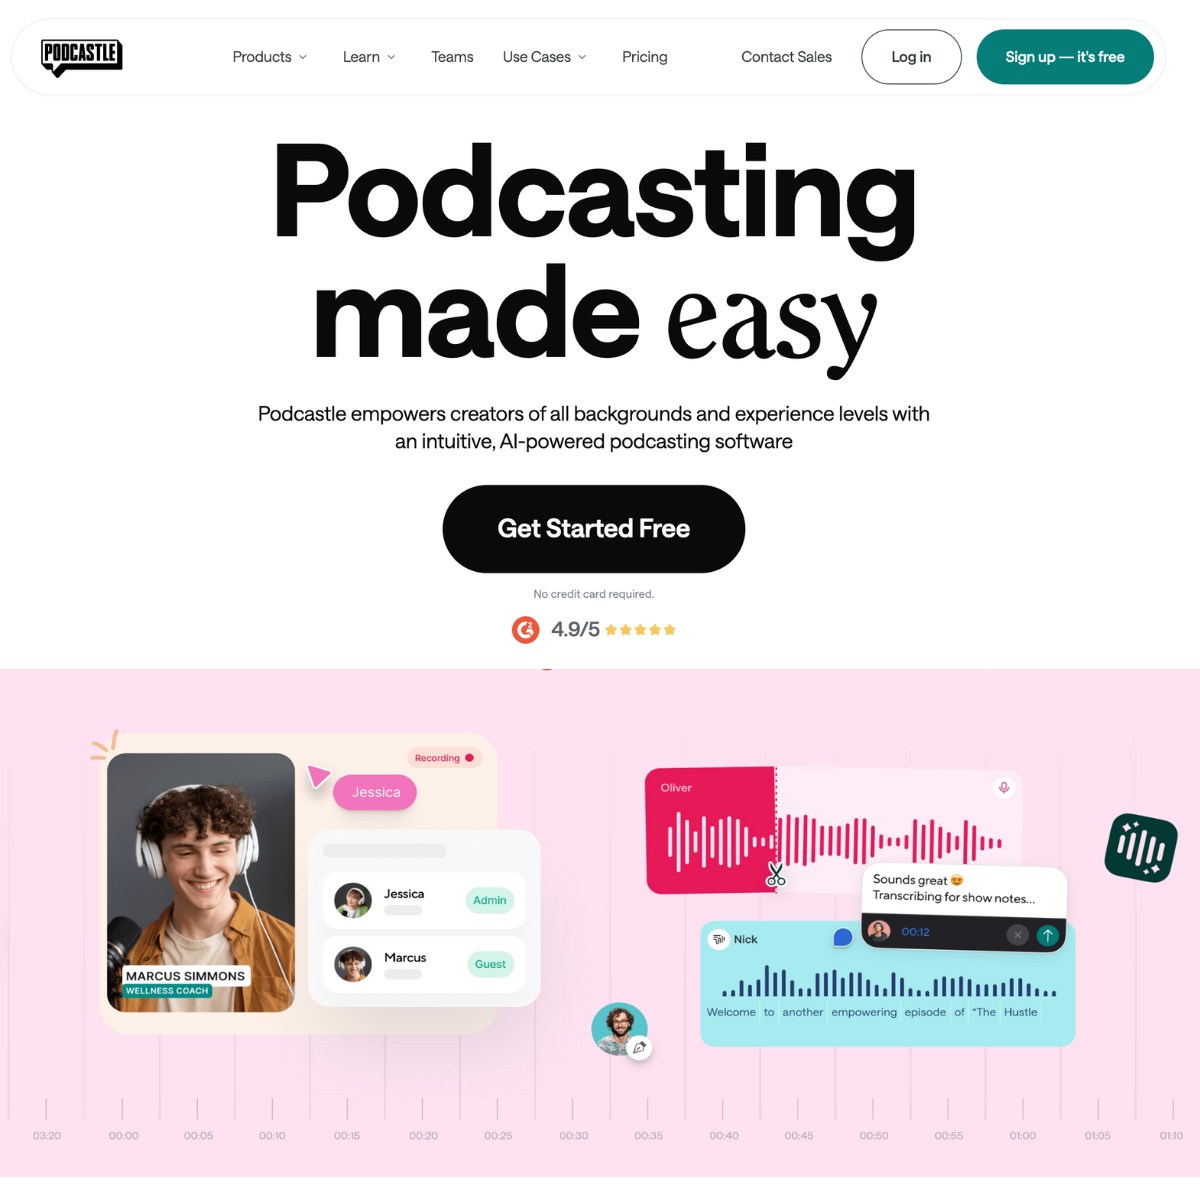 PODCASTLE
Products
Learn
Teams
Use Cases
Pricing
Contact Sales
Log in
Sign up — it's free
Podcasting
made easy
Podcastle empowers creators of all backgrounds and experience levels with
an intuitive, AI-powered podcasting software
Get Started Free
No credit card required.
G2
4.9/5
Recording
Jessica
Jessica
Admin
Marcus
Guest
MARCUS SIMMONS
WELLNESS COACH
Oliver
Sounds great 😍
Transcribing for show notes...
00:12
Nick
Welcome to another empowering episode of "The Hustle
03:20 00:00 00:05 00:10 00:15 00:20 00:25 00:30 00:35 00:40 00:45 00:50 00:55 01:00 01:05 01:10